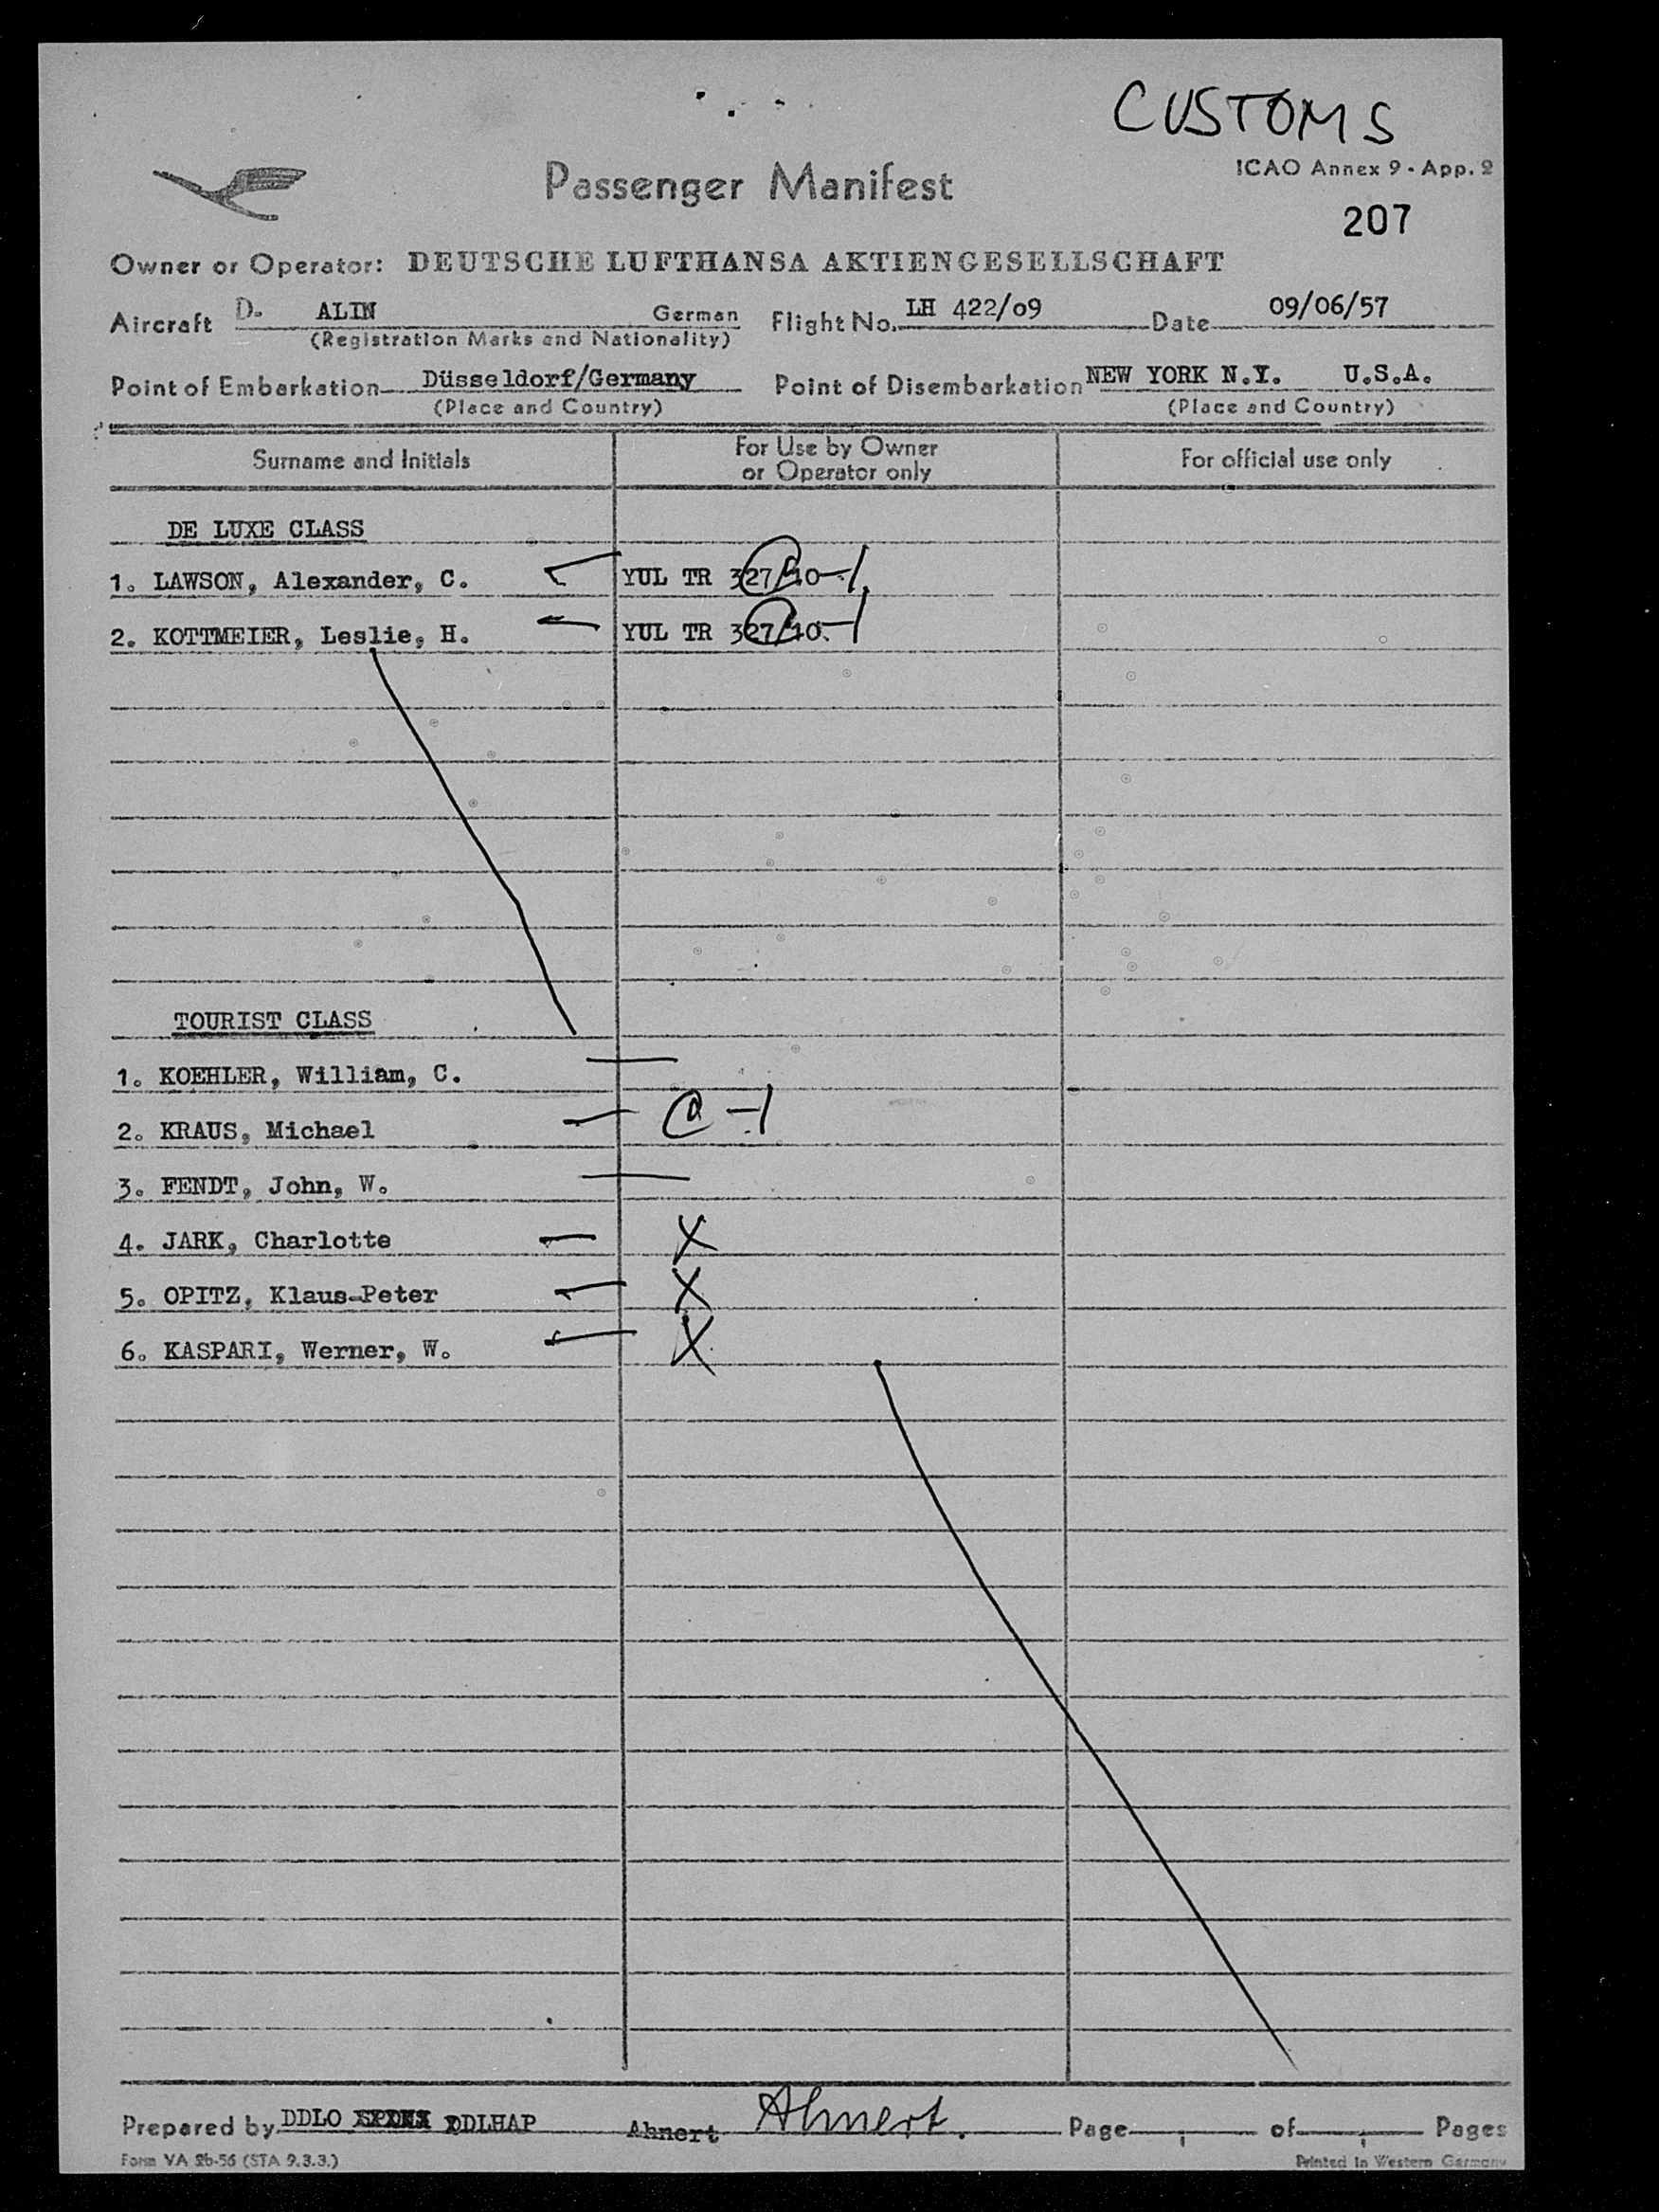 CUSTOMS
ICAO Annex 9 - App. 2
Passenger Manifest
207
Owner or Operator: DEUTSCHE LUFTHANSA AKTIENGESELLSCHAFT
Aircraft D. ALIN German Flight No. LH 422/o9 Date 09/06/57
(Registration Marks and Nationality)
Point of Embarkation Düsseldorf/Germany Point of Disembarkation NEW YORK N.Y. U.S.A.
(Place and Country) (Place and Country)
Surname and Initials For Use by Owner or Operator only For official use only
DE LUXE CLASS
1. LAWSON, Alexander, C. YUL TR 327/10
2. KOTTMEIER, Leslie, H. YUL TR 327/10
TOURIST CLASS
1. KOEHLER, William, C.
2. KRAUS, Michael
3. FENDT, John, W.
4. JARK, Charlotte X
5. OPITZ, Klaus-Peter X
6. KASPARI, Werner, W. X
Prepared by DDLO DDLHAP Ahnert Ahnert. Page of Pages
Form VA 2b-56 (STA 9.3.3.) Printed in Western Germany